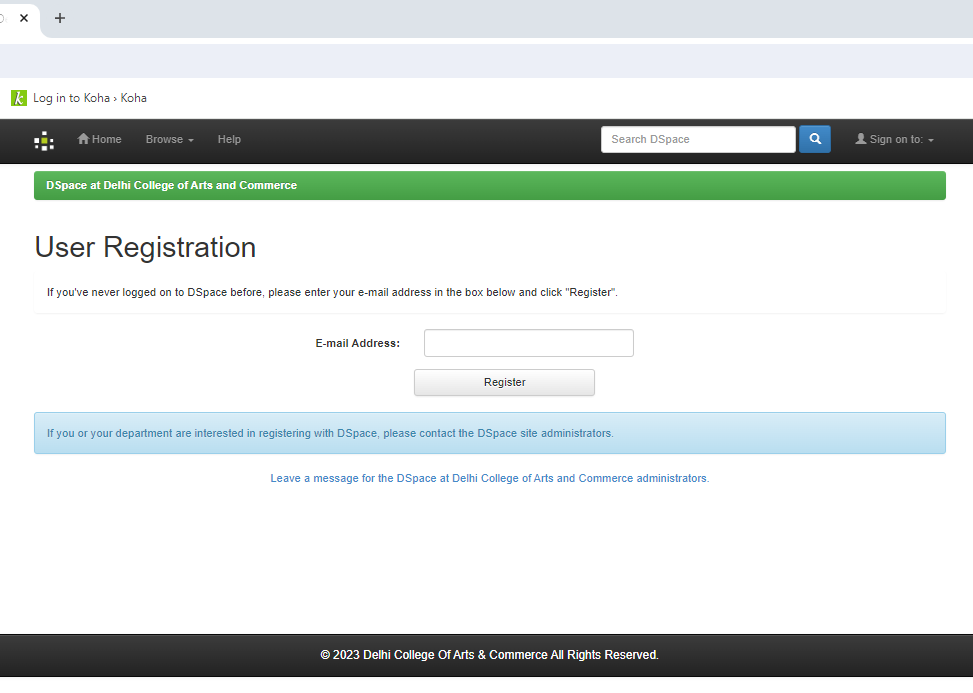 Log in to Koha › Koha
Home Browse Help Search DSpace Sign on to:
DSpace at Delhi College of Arts and Commerce
User Registration
If you've never logged on to DSpace before, please enter your e-mail address in the box below and click "Register".
E-mail Address:
Register
If you or your department are interested in registering with DSpace, please contact the DSpace site administrators.
Leave a message for the DSpace at Delhi College of Arts and Commerce administrators.
© 2023 Delhi College Of Arts & Commerce All Rights Reserved.